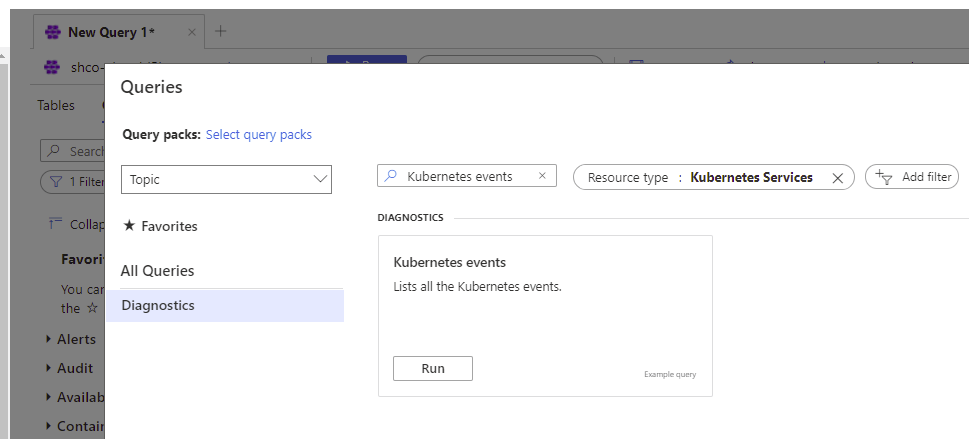 New Query 1*
shco-
Tables
Search
1 Filter
Collap
Favorit
You can
the
Alerts
Audit
Availab
Contain
Queries
Query packs: Select query packs
Topic
Kubernetes events
Resource type : Kubernetes Services
Add filter
Favorites
All Queries
Diagnostics
DIAGNOSTICS
Kubernetes events
Lists all the Kubernetes events.
Run
Example query